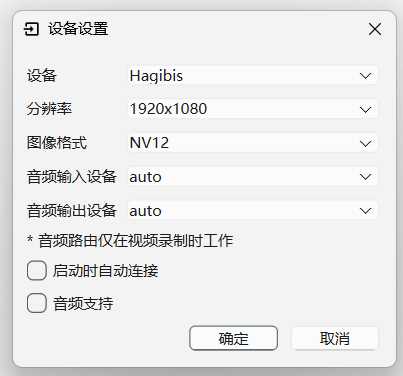 设备设置
设备 Hagibis
分辨率 1920x1080
图像格式 NV12
音频输入设备 auto
音频输出设备 auto
* 音频路由仅在视频录制时工作
启动时自动连接
音频支持
确定 取消